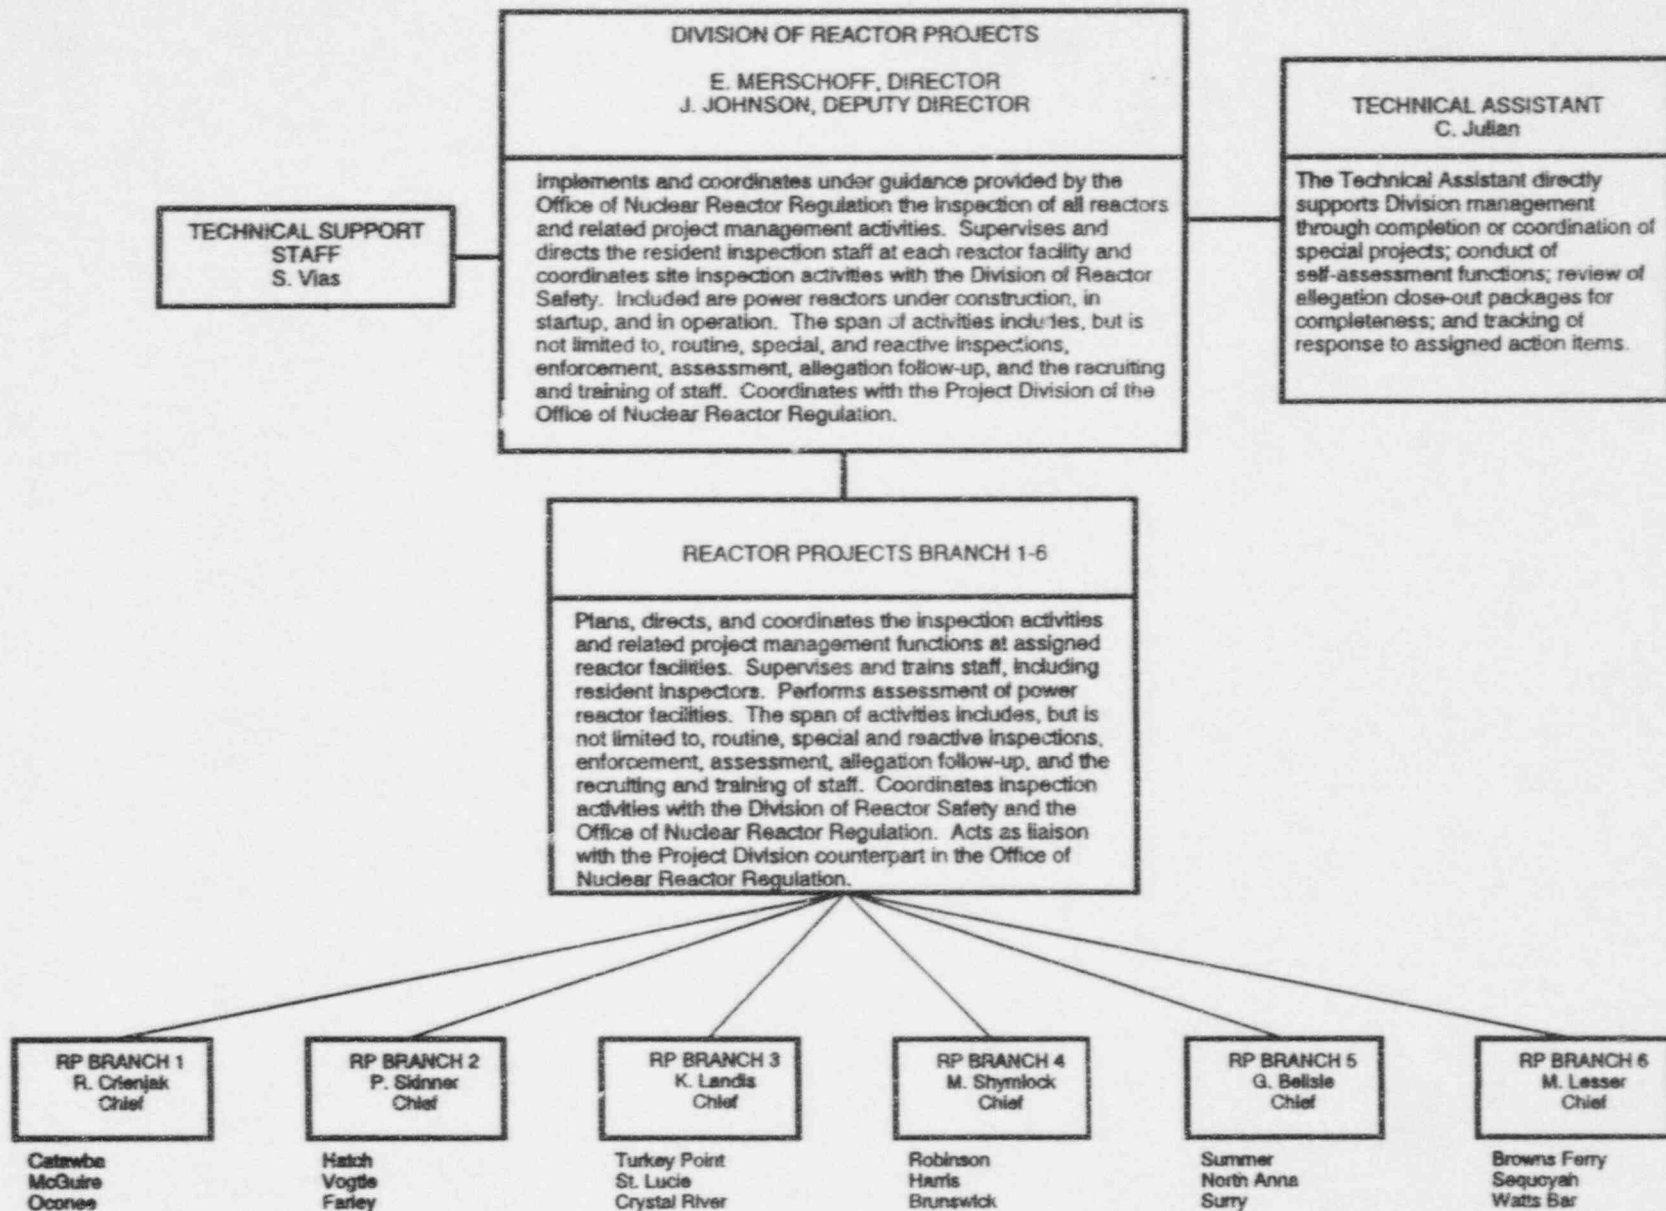 DIVISION OF REACTOR PROJECTS
E. MERSCHOFF, DIRECTOR
J. JOHNSON, DEPUTY DIRECTOR
Implements and coordinates under guidance provided by the
Office of Nuclear Reactor Regulation the inspection of all reactors
and related project management activities. Supervises and
directs the resident inspection staff at each reactor facility and
coordinates site inspection activities with the Division of Reactor
Safety. Included are power reactors under construction, in
startup, and in operation. The span of activities includes, but is
not limited to, routine, special, and reactive inspections,
enforcement, assessment, allegation follow-up, and the recruiting
and training of staff. Coordinates with the Project Division of the
Office of Nuclear Reactor Regulation.
TECHNICAL SUPPORT
STAFF
S. Vias
TECHNICAL ASSISTANT
C. Julian
The Technical Assistant directly
supports Division management
through completion or coordination of
special projects; conduct of
self-assessment functions; review of
allegation close-out packages for
completeness; and tracking of
response to assigned action items.
REACTOR PROJECTS BRANCH 1-6
Plans, directs, and coordinates the inspection activities
and related project management functions at assigned
reactor facilities. Supervises and trains staff, including
resident inspectors. Performs assessment of power
reactor facilities. The span of activities includes, but is
not limited to, routine, special and reactive inspections,
enforcement, assessment, allegation follow-up, and the
recruiting and training of staff. Coordinates inspection
activities with the Division of Reactor Safety and the
Office of Nuclear Reactor Regulation. Acts as liaison
with the Project Division counterpart in the Office of
Nuclear Reactor Regulation.
RP BRANCH 1
R. Crlenjak
Chief
Catawba
McGuire
Oconee
RP BRANCH 2
P. Skinner
Chief
Hatch
Vogtle
Farley
RP BRANCH 3
K. Landis
Chief
Turkey Point
St. Lucie
Crystal River
RP BRANCH 4
M. Shymlock
Chief
Robinson
Harris
Brunswick
RP BRANCH 5
G. Belisle
Chief
Summer
North Anna
Surry
RP BRANCH 6
M. Lesser
Chief
Browns Ferry
Sequoyah
Watts Bar